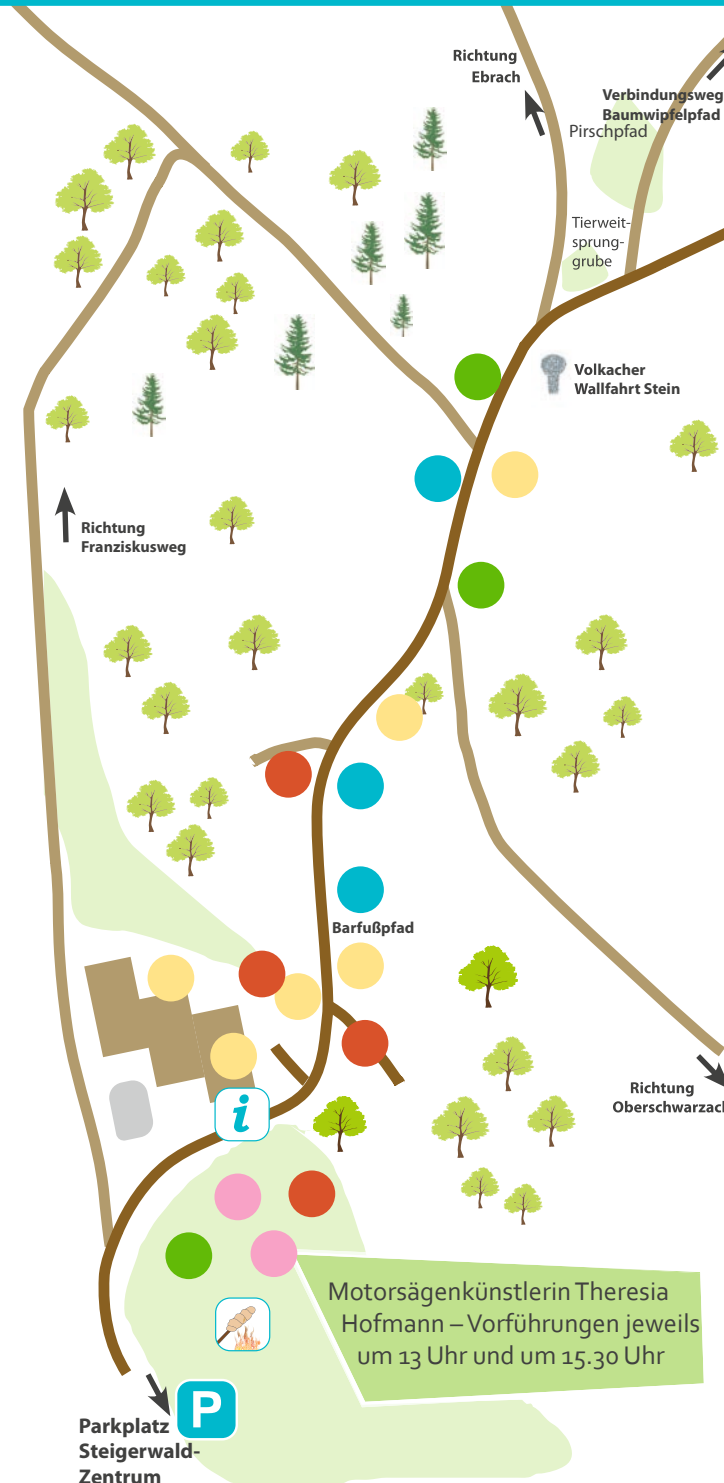 Richtung
Ebrach
Verbindungsweg
Baumwipfelpfad
Pirschpfad
Tierweit-
sprung-
grube
Volkacher
Wallfahrt Stein
Richtung
Franziskusweg
Barfußpfad
Richtung
Oberschwarzach
i
Motorsägenkünstlerin Theresia
Hofmann – Vorführungen jeweils
um 13 Uhr und um 15.30 Uhr
P
Parkplatz
Steigerwald-
Zentrum